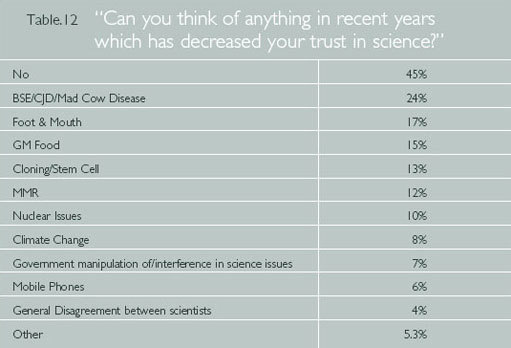 Table.12 "Can you think of anything in recent years
which has decreased your trust in science?"
No 45%
BSE/CJD/Mad Cow Disease 24%
Foot & Mouth 17%
GM Food 15%
Cloning/Stem Cell 13%
MMR 12%
Nuclear Issues 10%
Climate Change 8%
Government manipulation of/interference in science issues 7%
Mobile Phones 6%
General Disagreement between scientists 4%
Other 5.3%